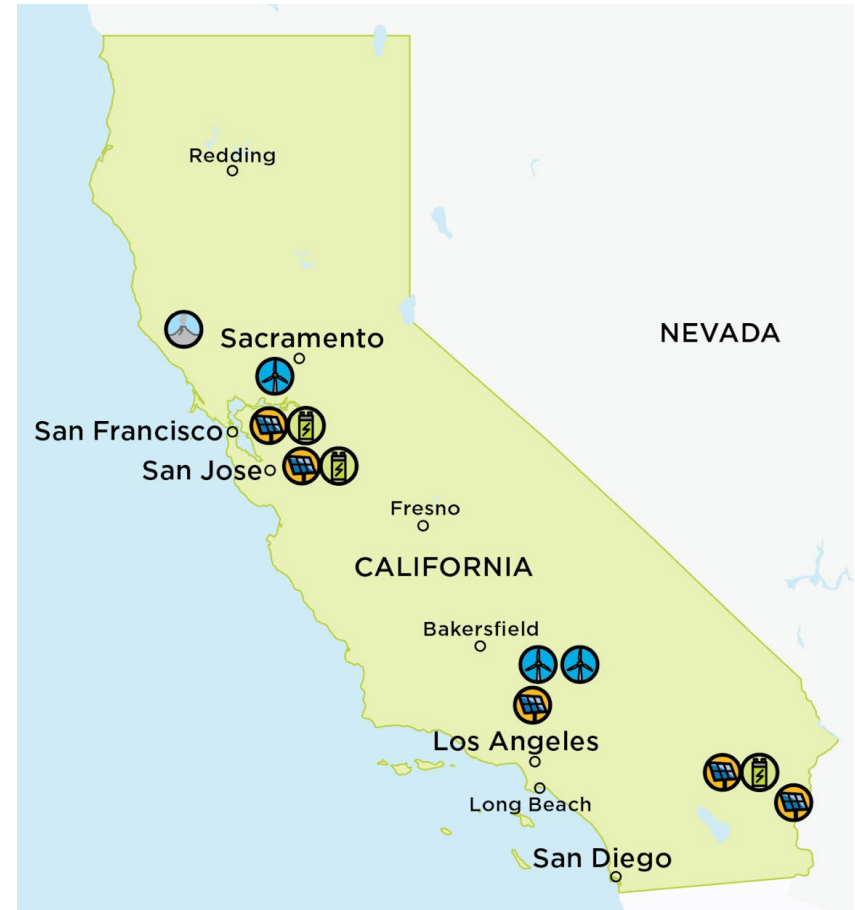 Redding
Sacramento
NEVADA
San Francisco
San Jose
Fresno
CALIFORNIA
Bakersfield
Los Angeles
Long Beach
San Diego